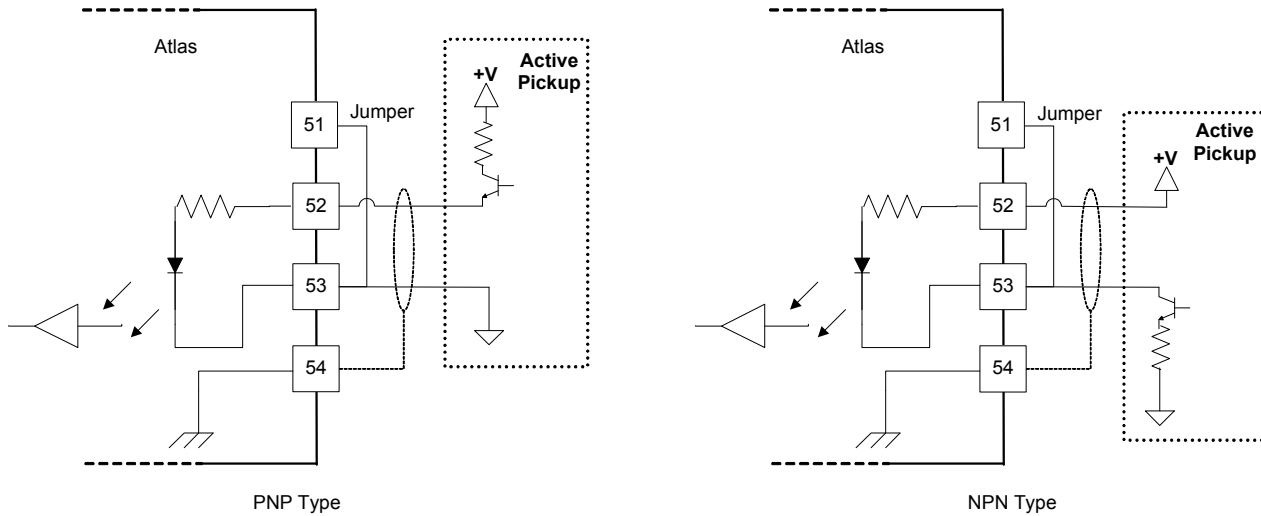 Atlas
Active
Pickup
+V
51
Jumper
52
53
54
PNP Type
Atlas
Active
Pickup
+V
51
Jumper
52
53
54
NPN Type